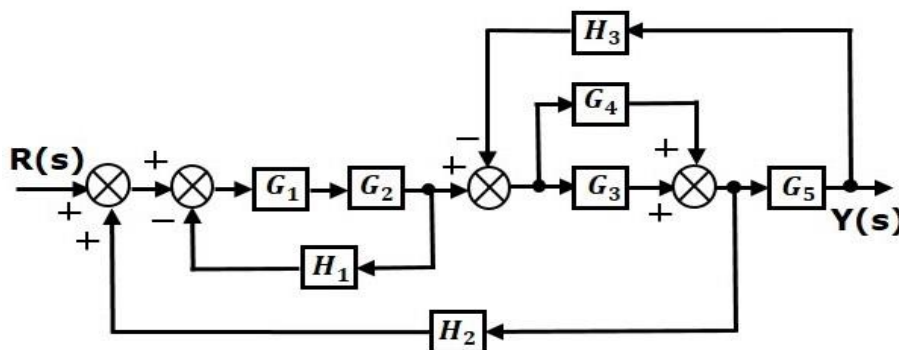 H₃
G₄
R(s)
+
+
−
+
−
+
+
+
+
G₁
G₂
G₃
G₅
Y(s)
H₁
H₂